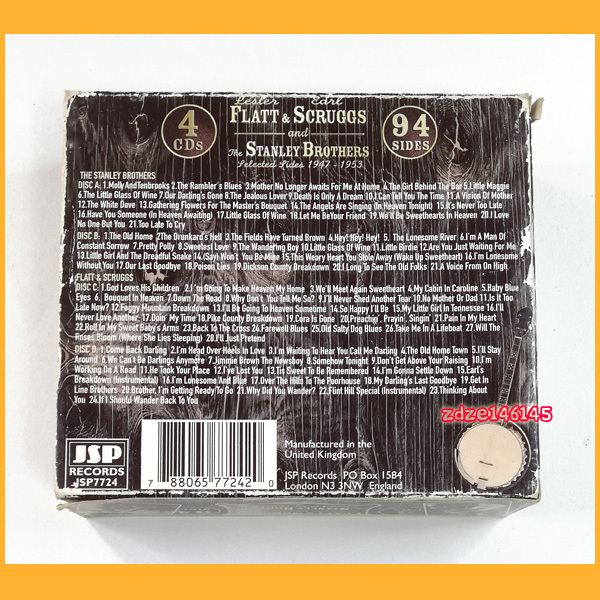 4
CDs
Lester Earl
FLATT & SCRUGGS
and
The STANLEY BROTHERS
Selected Sides 1947 - 1953
94
SIDES
THE STANLEY BROTHERS
DISC A: 1.Molly And Tenbrooks 2.The Rambler's Blues 3.Mother No Longer Awaits For Me At Home 4.The Girl Behind The Bar 5.Little Maggie
6.The Little Glass Of Wine 7.Our Darling's Gone 8.The Jealous Lover 9.Death Is Only A Dream 10.I Can Tell You The Time 11.A Vision Of Mother
12.The White Dove 13.Gathering Flowers For The Master's Bouquet 14.The Angels Are Singing (In Heaven Tonight) 15.It's Never Too Late
16.Have You Someone (In Heaven Awaiting) 17.Little Glass Of Wine 18.Let Me Be Your Friend 19.We'll Be Sweethearts In Heaven 20.I Love
No One But You 21.Too Late To Cry
DISC B: 1.The Old Home 2.The Drunkard's Hell 3.The Fields Have Turned Brown 4.Hey! Hey! Hey! 5. The Lonesome River 6.I'm A Man Of
Constant Sorrow 7.Pretty Polly 8.Sweetest Love 9.The Wandering Boy 10.Little Glass Of Wine 11.Little Birdie 12.Are You Just Waiting For Me
13.Little Girl And The Dreadful Snake 14.(Say) Won't You Be Mine 15.This Weary Heart You Stole Away (Wake Up Sweetheart) 16.I'm Lonesome
Without You 17.Our Last Goodbye 18.Poison Lies 19.Dickson County Breakdown 20.I Long To See The Old Folks 21.A Voice From On High
FLATT & SCRUGGS
DISC C: 1.God Loves His Children 2.I'm Going To Make Heaven My Home 3.We'll Meet Again Sweetheart 4.My Cabin In Caroline 5.Baby Blue
Eyes 6. Bouquet In Heaven 7.Down The Road 8.Why Don't You Tell Me So? 9.I'll Never Shed Another Tear 10.No Mother Or Dad 11.Is It Too
Late Now? 12.Foggy Mountain Breakdown 13.I'll Be Going To Heaven Sometime 14.So Happy I'll Be 15.My Little Girl In Tennessee 16.I'll
Never Love Another 17.Doin' My Time 18.Pike County Breakdown 19.Cora Is Gone 20.Preachin', Prayin', Singin' 21.Pain In My Heart
22.Roll In My Sweet Baby's Arms 23.Back To The Cross 24.Farewell Blues 25.Old Salty Dog Blues 26.Take Me In A Lifeboat 27.Will The
Roses Bloom (Where She Lies Sleeping) 28.I'll Just Pretend
DISC D: 1.Come Back Darling 2.I'm Head Over Heels In Love 3.I'm Waiting To Hear You Call Me Darling 4.The Old Home Town 5.I'll Stay
Around 6.We Can't Be Darlings Anymore 7.Jimmie Brown The Newsboy 8.Somehow Tonight 9.Don't Get Above Your Raising 10.I'm
Working On A Road 11.He Took Your Place 12.I've Lost You 13.Tis Sweet To Be Remembered 14.I'm Gonna Settle Down 15.Earl's
Breakdown (Instrumental) 16.I'm Lonesome And Blue 17.Over The Hills To The Poorhouse 18.My Darling's Last Goodbye 19.Get In
Line Brothers 20.Brother, I'm Getting Ready To Go 21.Why Did You Wander? 22.Flint Hill Special (Instrumental) 23.Thinking About
You 24.If I Should Wander Back To You
zdze146145
JSP
RECORDS
JSP7724
7 88065 77242 0
Manufactured in the
United Kingdom
JSP Records PO Box 1584
London N3 3NW England